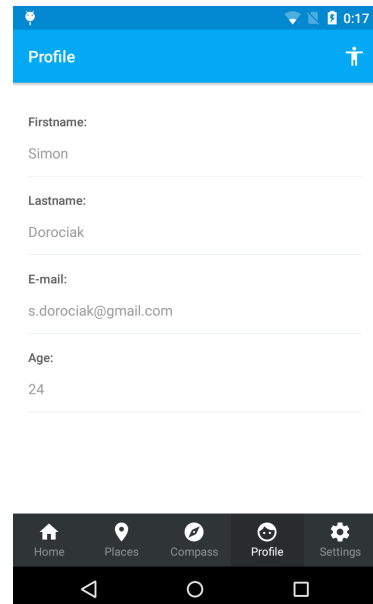 0:17
Profile
Firstname:
Simon
Lastname:
Dorociak
E-mail:
s.dorociak@gmail.com
Age:
24
Home Places Compass Profile Settings